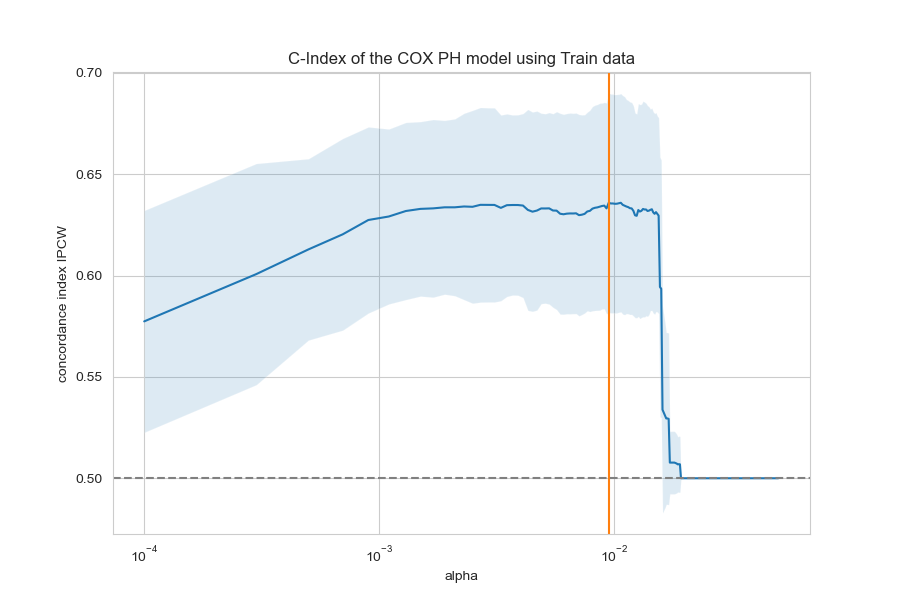 C-Index of the COX PH model using Train data
concordance index IPCW
0.70
0.65
0.60
0.55
0.50
10⁻⁴
10⁻³
10⁻²
alpha